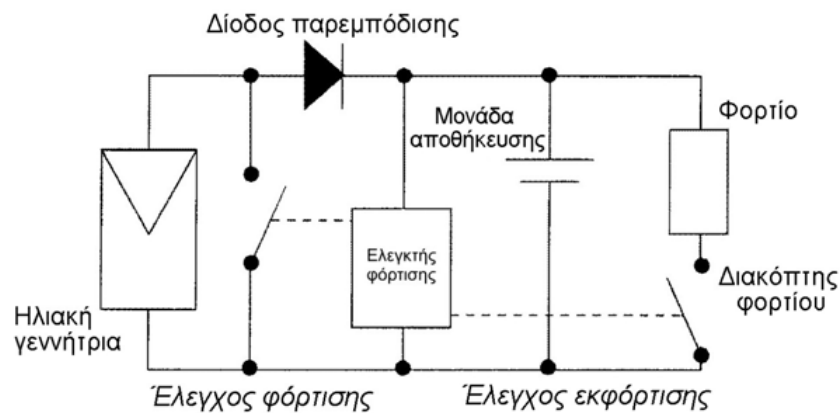 Δίοδος παρεμπόδισης
Μονάδα
αποθήκευσης
Φορτίο
Ελεγκτής
φόρτισης
Ηλιακή
γεννήτρια
Διακόπτης
φορτίου
Έλεγχος φόρτισης
Έλεγχος εκφόρτισης